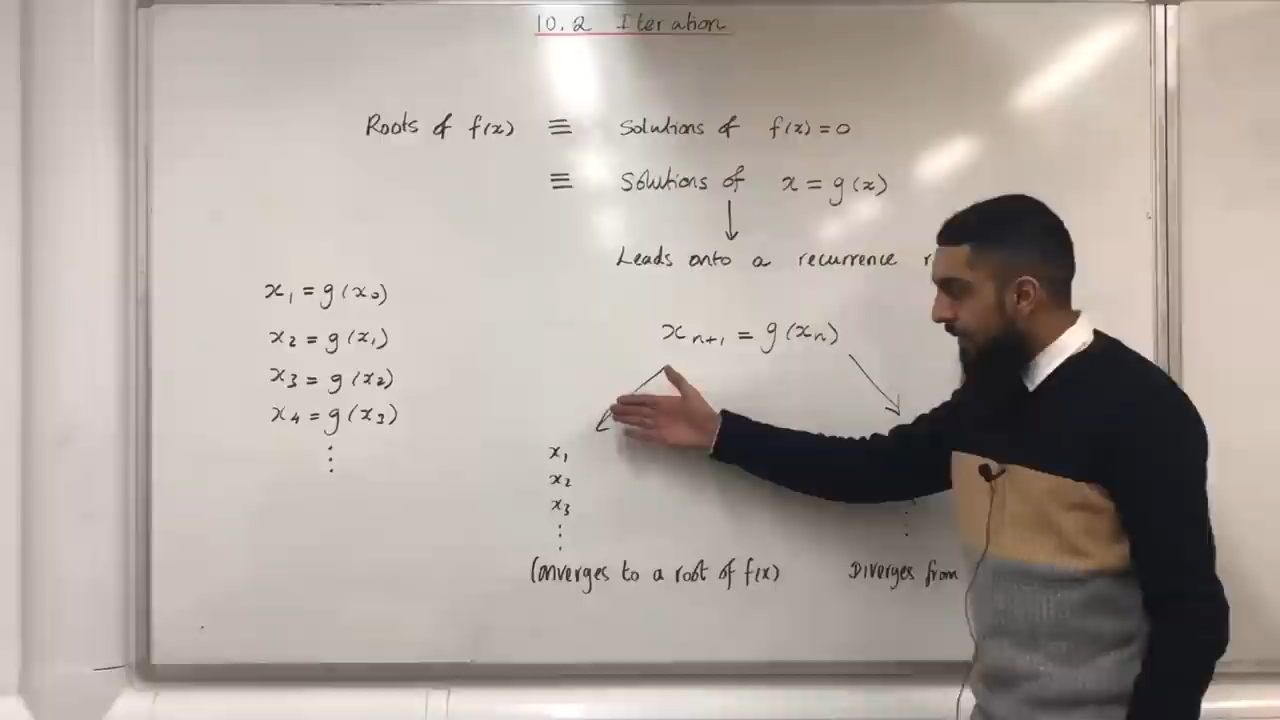 10.2 Iteration
Roots of f(x) ≡ Solutions of f(x) = 0
≡ Solutions of x = g(x)
Leads onto a recurrence
x₁ = g(x₀)
x₂ = g(x₁)
x₃ = g(x₂)
x₄ = g(x₃)
⋮
xₙ₊₁ = g(xₙ)
x₁
x₂
x₃
⋮
Converges to a root of f(x)
⋮
Diverges from